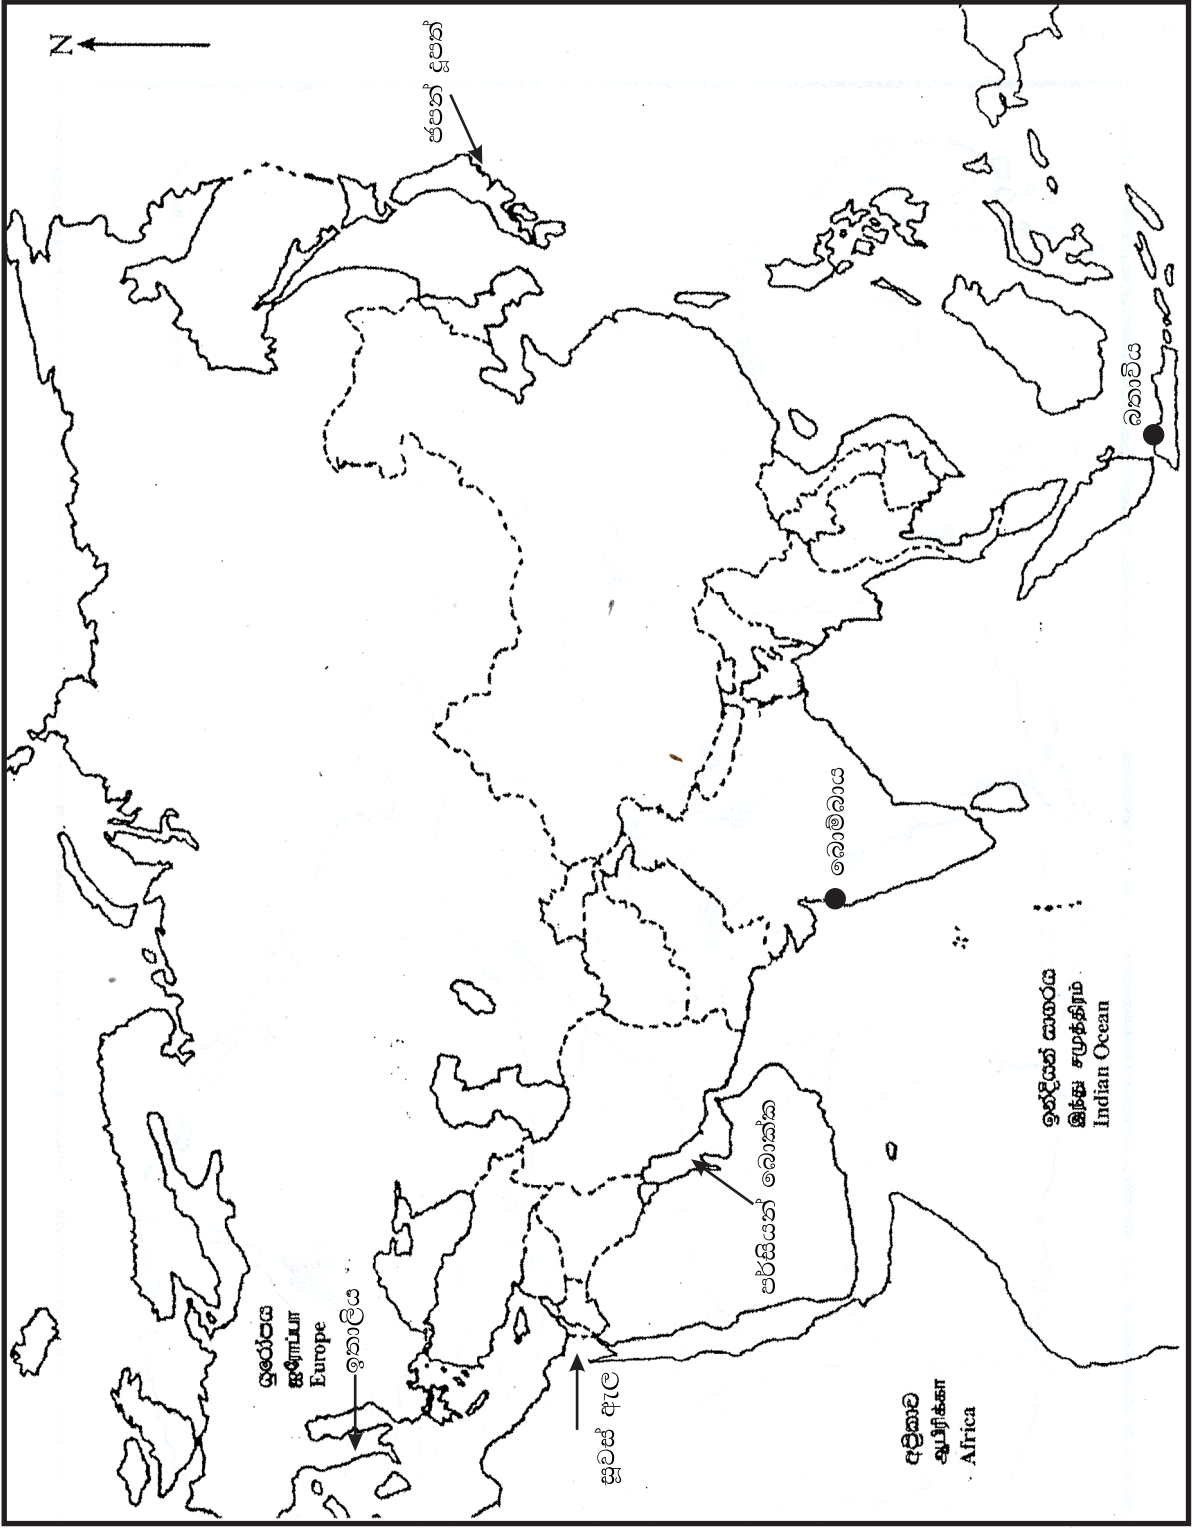 N
යුරෝපය
ஐரோப்பா
Europe
ඉතාලිය
ජපන් දූපත්
සූවස් ඇල
පර්සියන් බොක්ක
බොම්බාය
අප්‍රිකාව
ஆபிரிக்கா
Africa
ඉන්දියන් සාගරය
இந்து சமுத்திரம்
Indian Ocean
බතාවිය